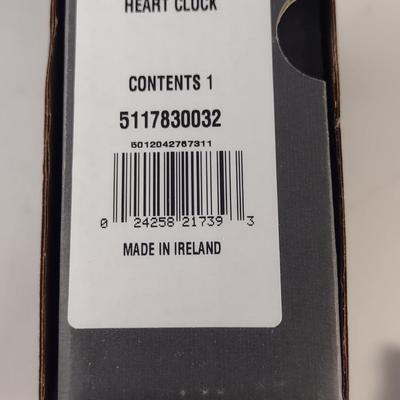 HEART CLOCK
CONTENTS 1
5117830032
5012042767311
0 24258 21739 3
MADE IN IRELAND